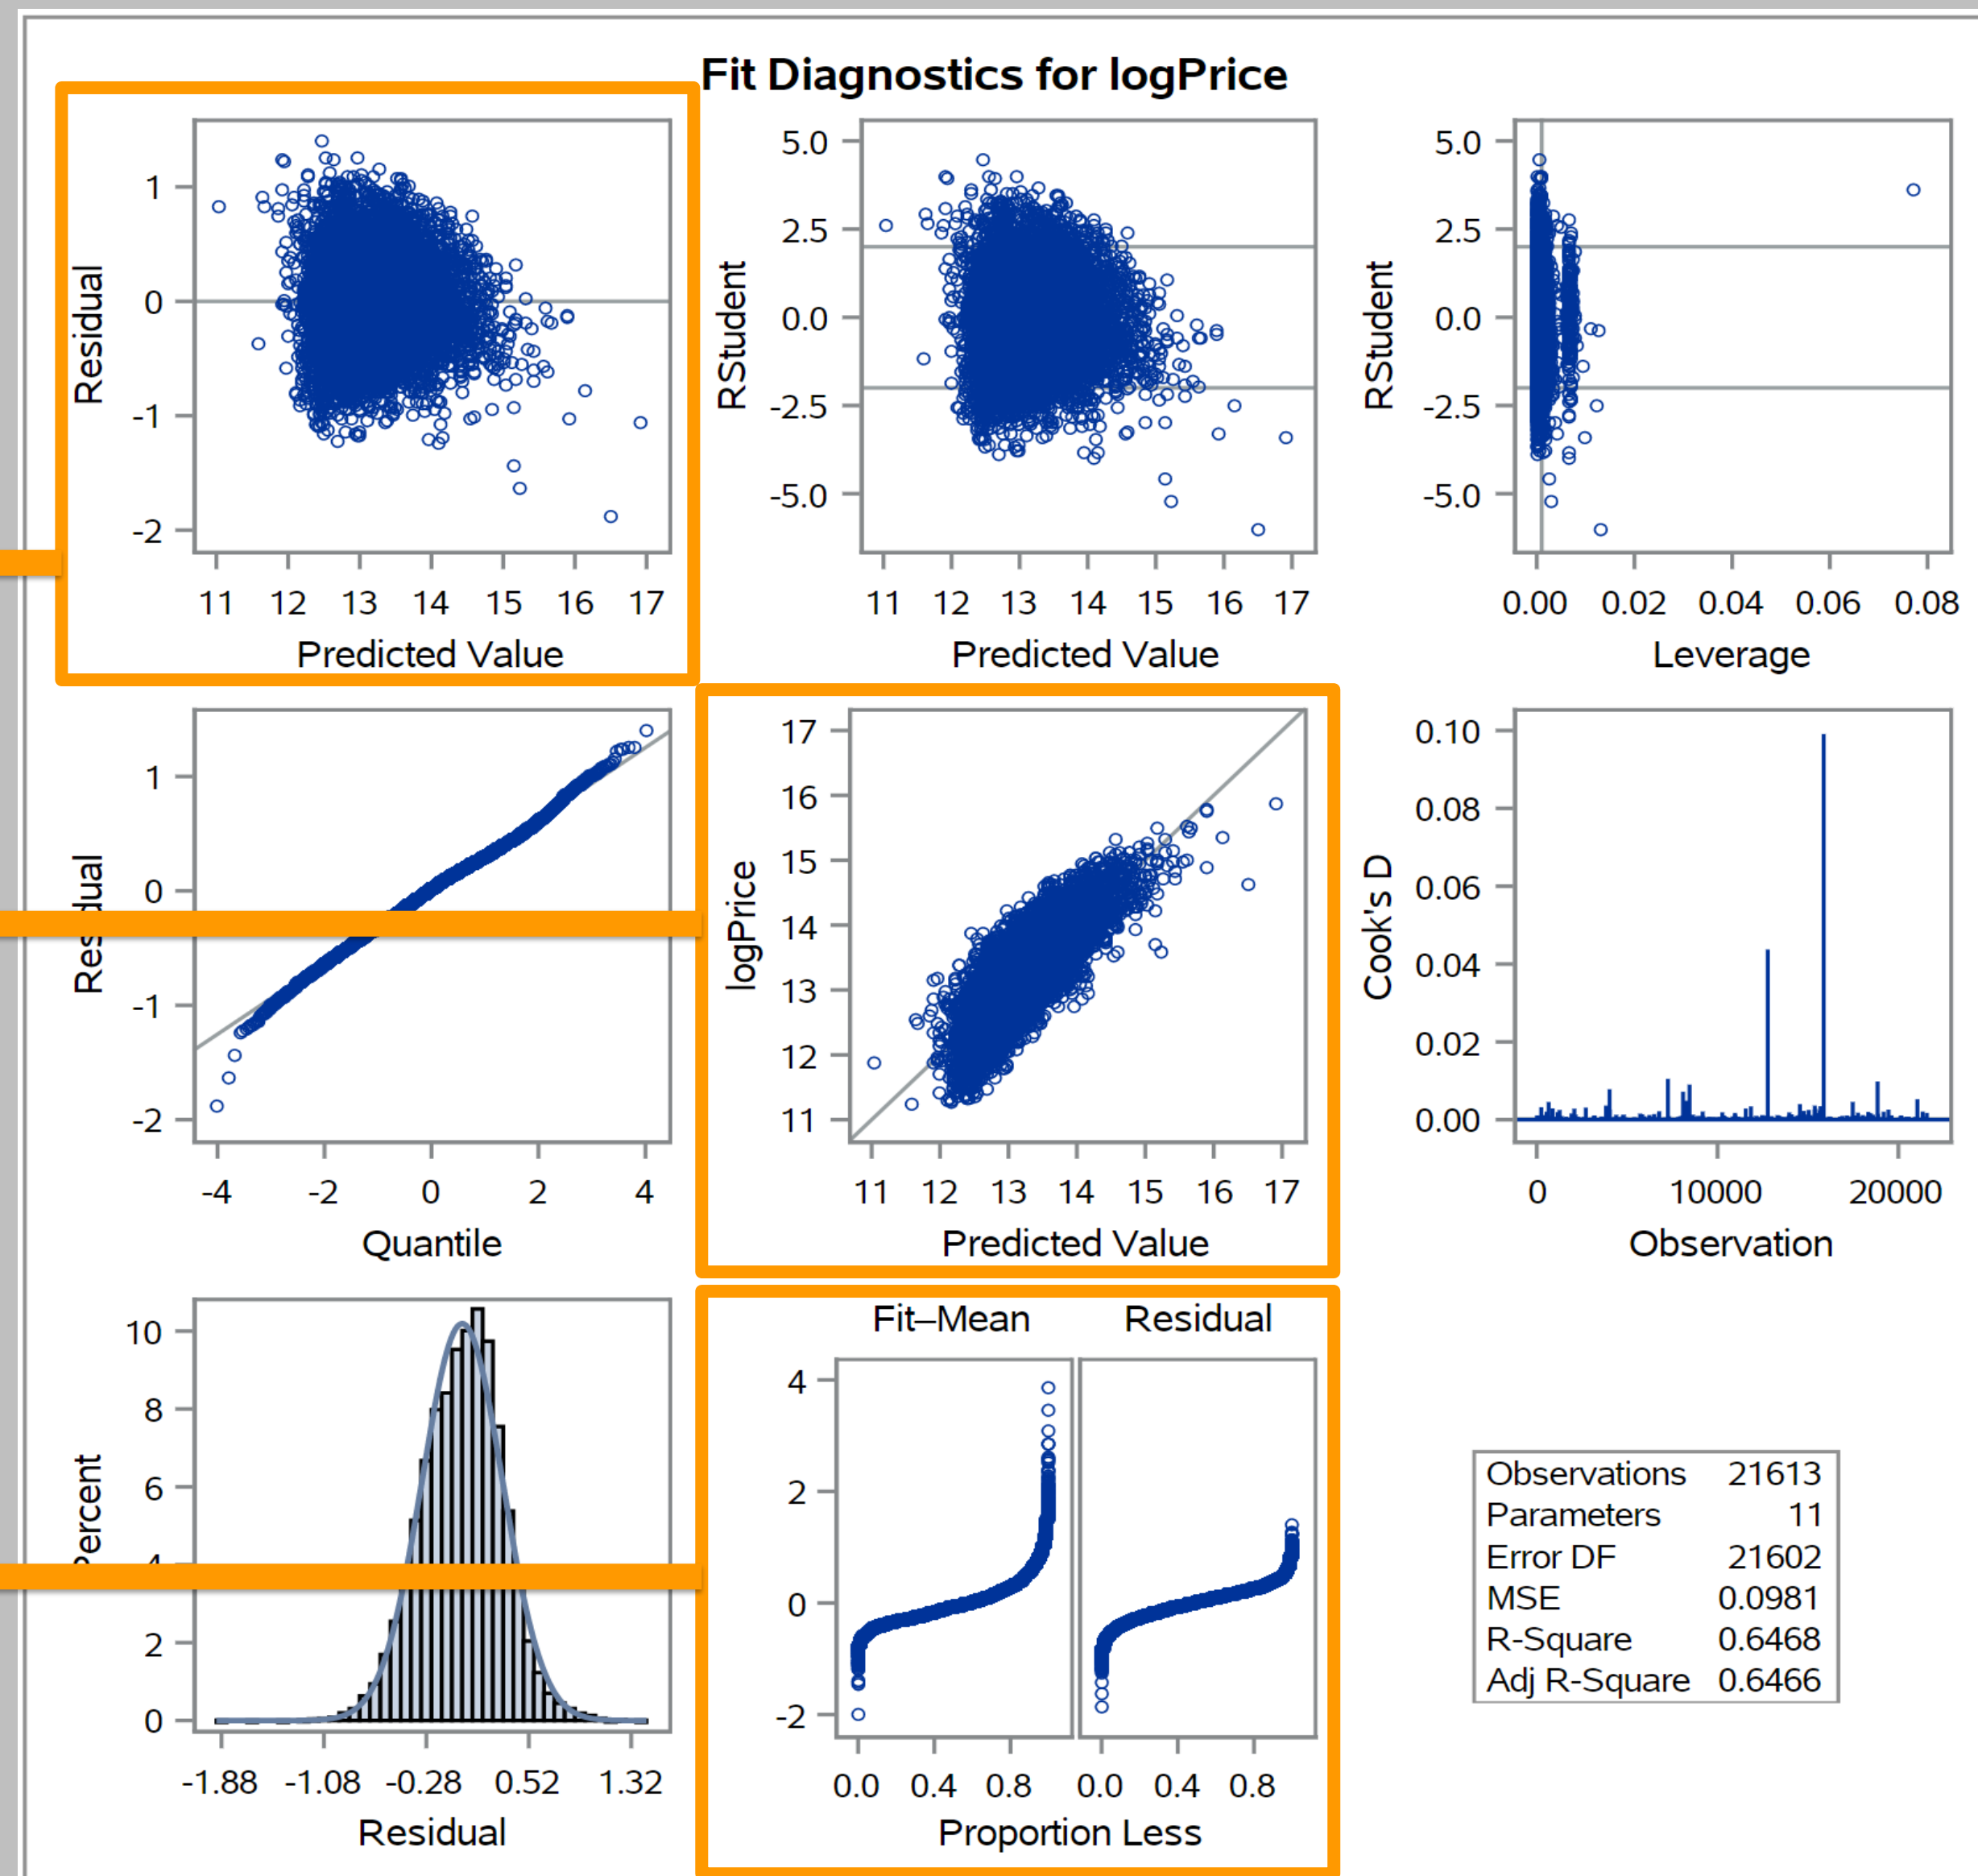 Fit Diagnostics for logPrice
1
0
-1
-2
Residual
11 12 13 14 15 16 17
Predicted Value
5.0
2.5
0.0
-2.5
-5.0
RStudent
11 12 13 14 15 16 17
Predicted Value
5.0
2.5
0.0
-2.5
-5.0
RStudent
0.00 0.02 0.04 0.06 0.08
Leverage
1
0
-1
-2
-4 -2 0 2 4
Quantile
17
16
15
14
13
12
11
logPrice
11 12 13 14 15 16 17
Predicted Value
0.10
0.08
0.06
0.04
0.02
0.00
Cook's D
0 10000 20000
Observation
10
8
6
2
0
Percent
-1.88 -1.08 -0.28 0.52 1.32
Residual
Fit–Mean Residual
4
2
0
-2
0.0 0.4 0.8 0.0 0.4 0.8
Proportion Less
Observations 21613
Parameters 11
Error DF 21602
MSE 0.0981
R-Square 0.6468
Adj R-Square 0.6466